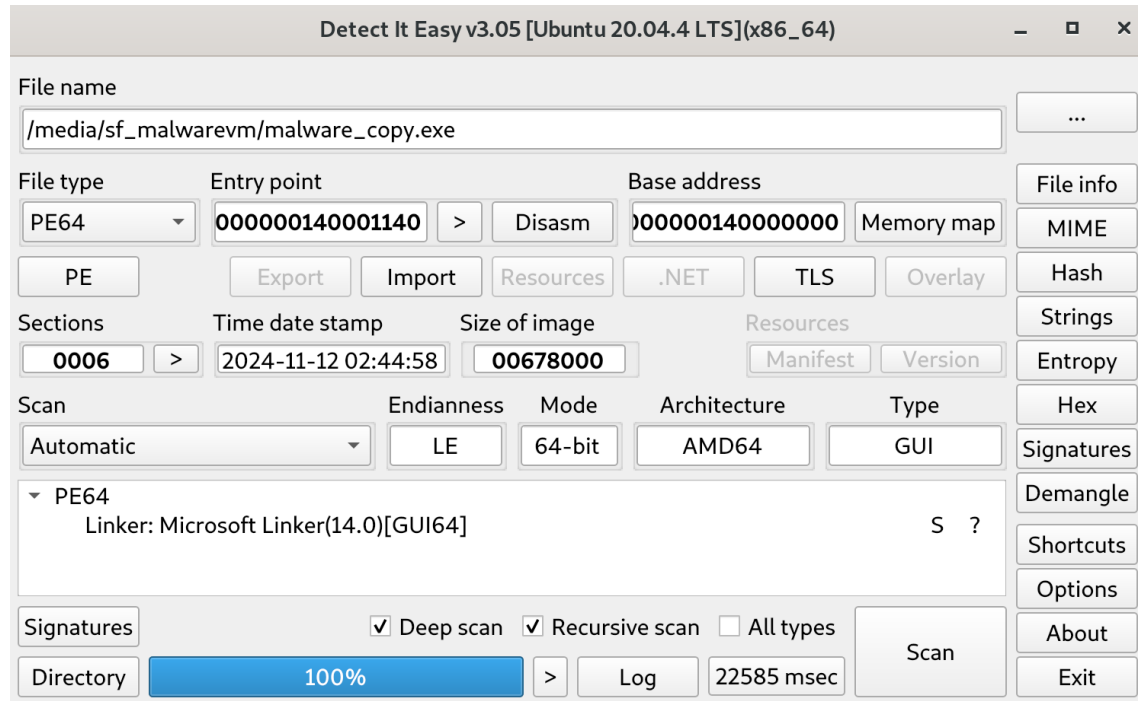 Detect It Easy v3.05 [Ubuntu 20.04.4 LTS](x86_64)
File name
/media/sf_malwarevm/malware_copy.exe
...
File type Entry point Base address
File info
PE64 000000140001140 > Disasm 000000140000000 Memory map
MIME
PE Export Import Resources .NET TLS Overlay
Hash
Sections Time date stamp Size of image Resources
Strings
0006 > 2024-11-12 02:44:58 00678000 Manifest Version
Entropy
Scan Endianness Mode Architecture Type
Hex
Automatic LE 64-bit AMD64 GUI
Signatures
PE64
Demangle
Linker: Microsoft Linker(14.0)[GUI64] S ?
Shortcuts
Options
Signatures Deep scan Recursive scan All types
Scan
About
Directory 100% > Log 22585 msec
Exit